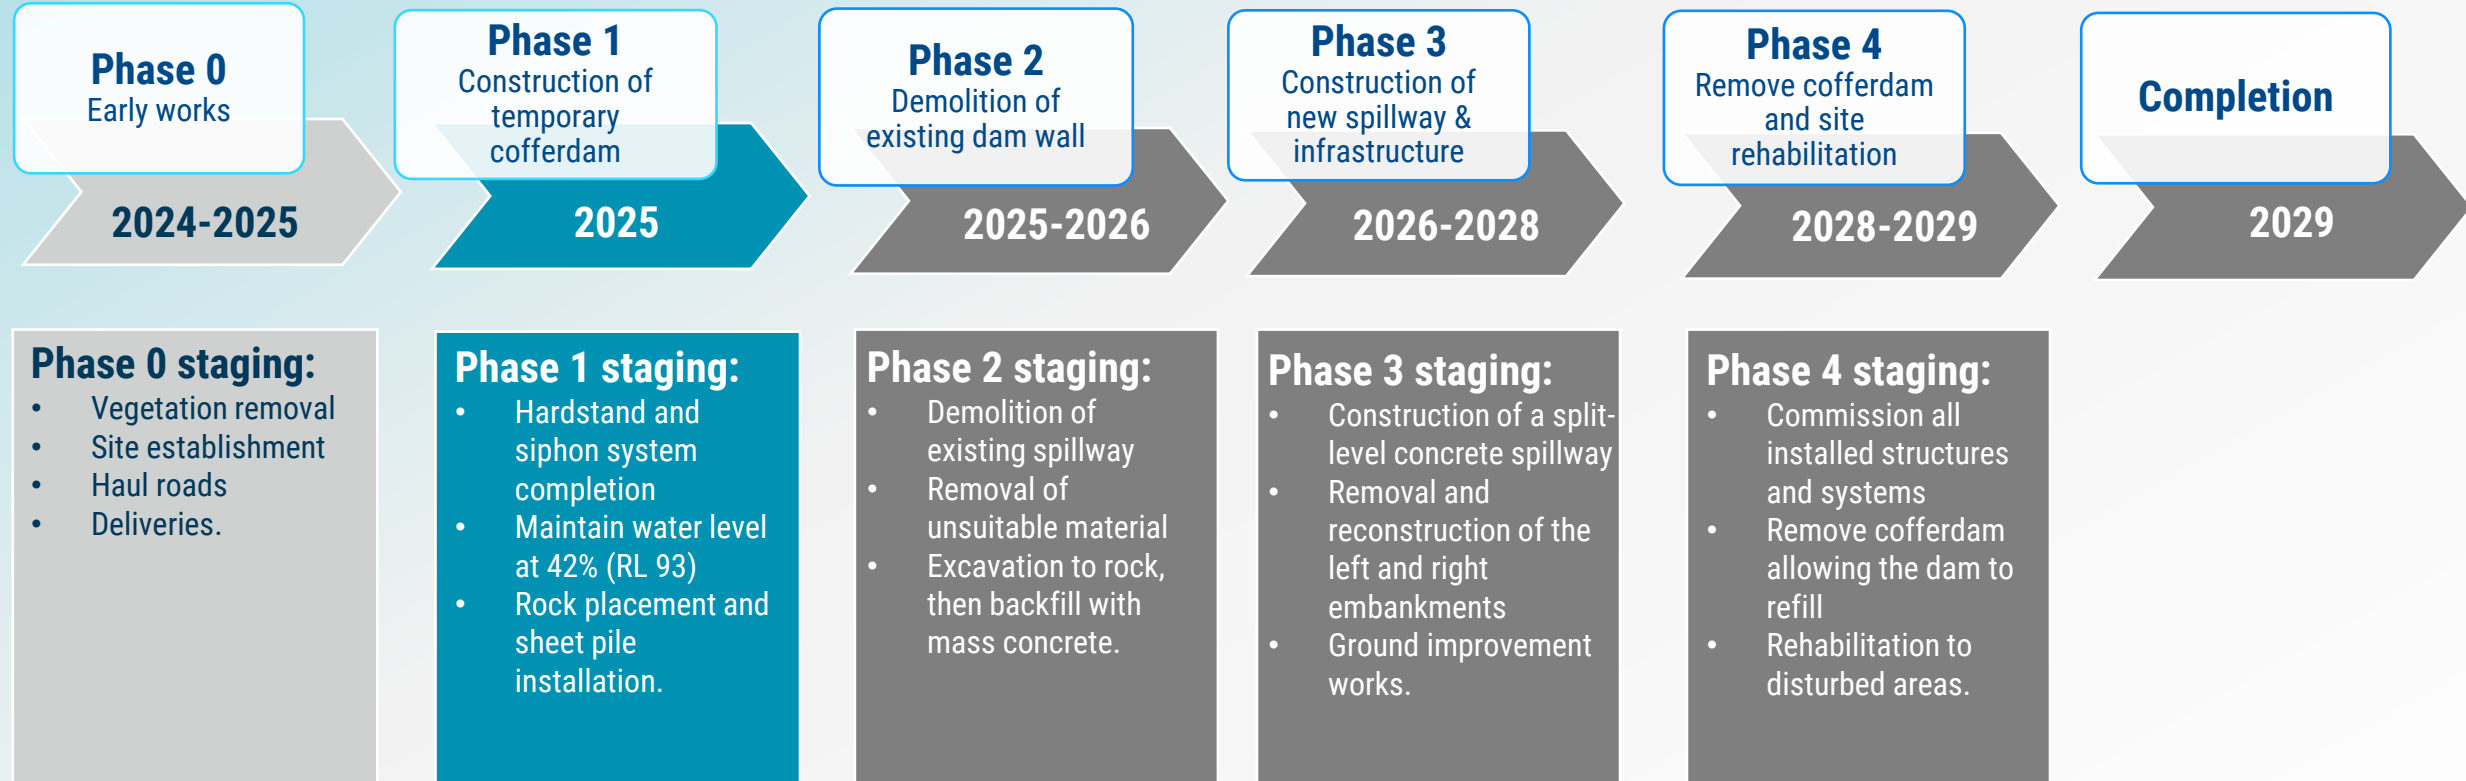 Phase 0
Early works
2024-2025
Phase 1
Construction of
temporary
cofferdam
2025
Phase 2
Demolition of
existing dam wall
2025-2026
Phase 3
Construction of
new spillway &
infrastructure
2026-2028
Phase 4
Remove cofferdam
and site
rehabilitation
2028-2029
Completion
2029
Phase 0 staging:
• Vegetation removal
• Site establishment
• Haul roads
• Deliveries.
Phase 1 staging:
• Hardstand and
siphon system
completion
• Maintain water level
at 42% (RL 93)
• Rock placement and
sheet pile
installation.
Phase 2 staging:
• Demolition of
existing spillway
• Removal of
unsuitable material
• Excavation to rock,
then backfill with
mass concrete.
Phase 3 staging:
• Construction of a split-
level concrete spillway
• Removal and
reconstruction of the
left and right
embankments
• Ground improvement
works.
Phase 4 staging:
• Commission all
installed structures
and systems
• Remove cofferdam
allowing the dam to
refill
• Rehabilitation to
disturbed areas.